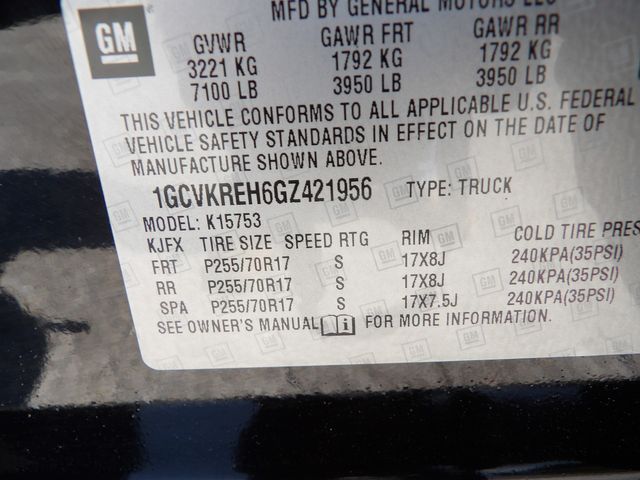 MFD BY GENERAL MOTORS LLC
GM
GVWR GAWR FRT GAWR RR
3221 KG 1792 KG 1792 KG
7100 LB 3950 LB 3950 LB
THIS VEHICLE CONFORMS TO ALL APPLICABLE U.S. FEDERAL
VEHICLE SAFETY STANDARDS IN EFFECT ON THE DATE OF
MANUFACTURE SHOWN ABOVE.
1GCVKREH6GZ421956 TYPE: TRUCK
MODEL: K15753
KJFX TIRE SIZE SPEED RTG RIM COLD TIRE PRES
FRT P255/70R17 S 17X8J 240KPA(35PSI)
RR P255/70R17 S 17X8J 240KPA(35PSI)
SPA P255/70R17 S 17X7.5J 240KPA(35PSI)
SEE OWNER'S MANUAL i FOR MORE INFORMATION.